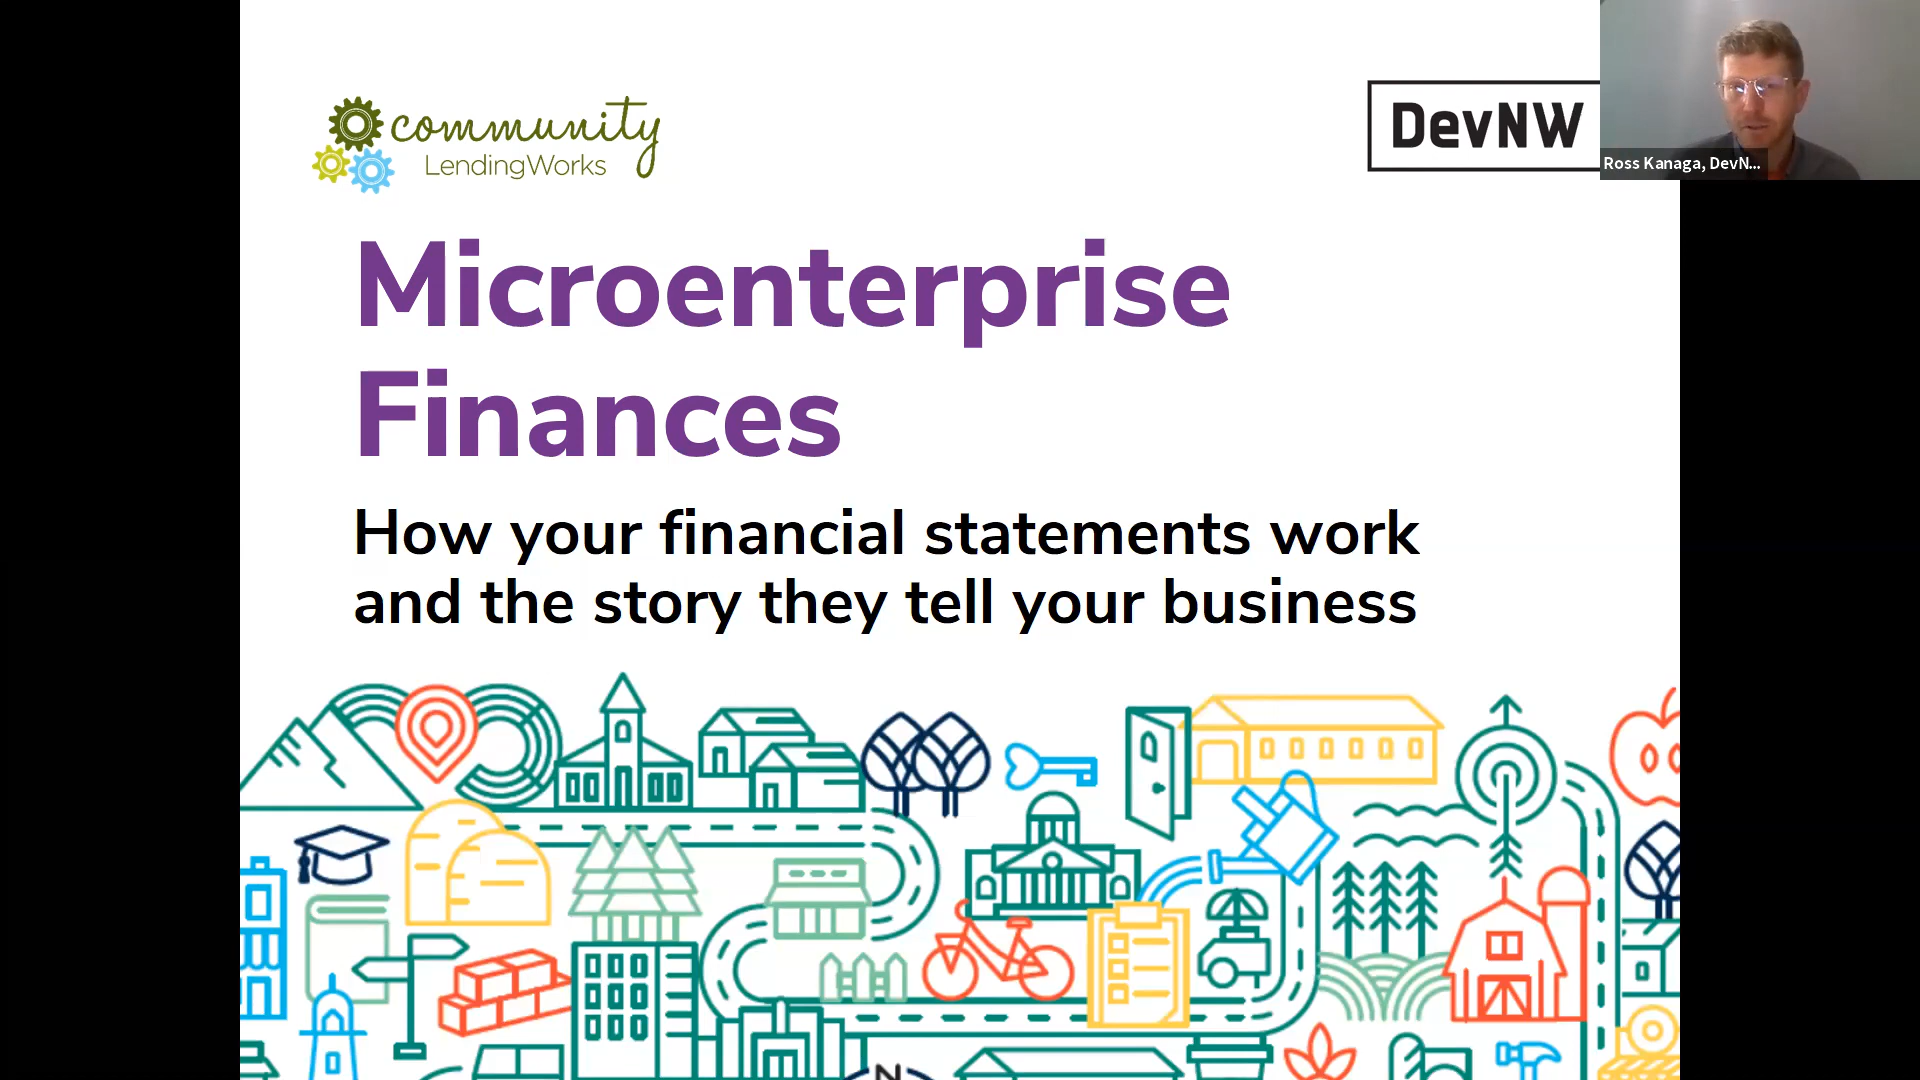 community
LendingWorks
DevNW
Ross Kanaga, DevN...
Microenterprise
Finances
How your financial statements work
and the story they tell your business
N